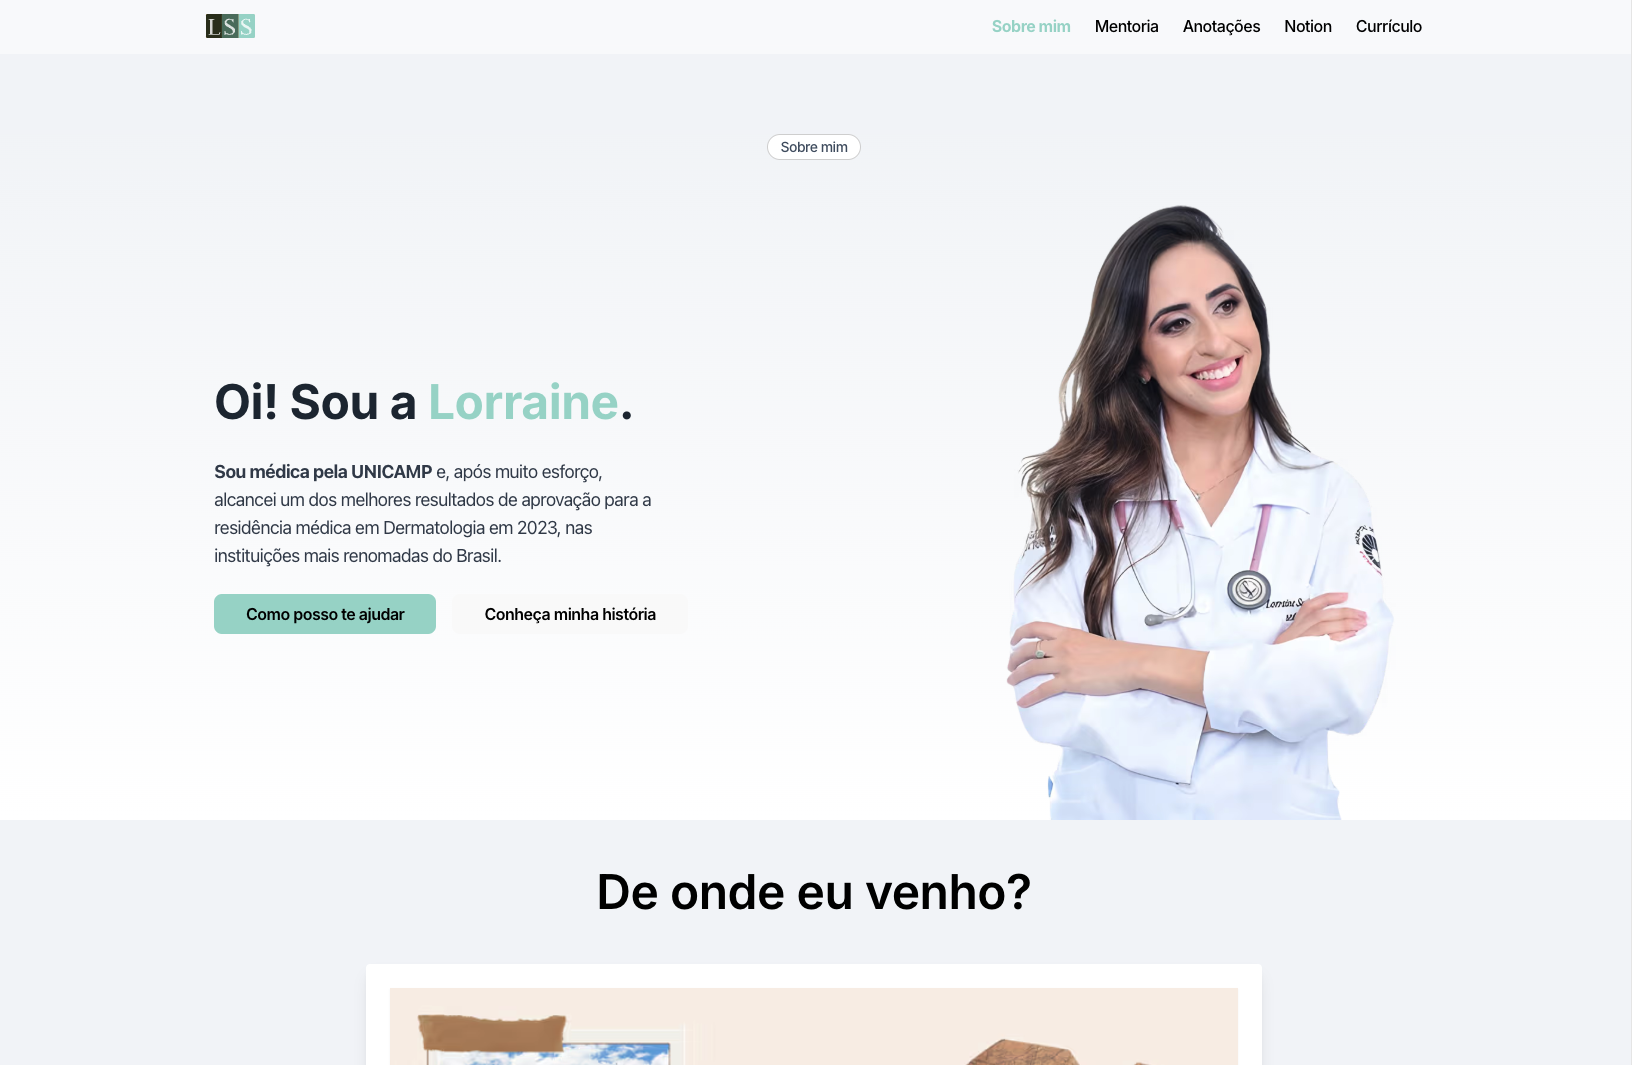 LSS
Sobre mim
Mentoria
Anotações
Notion
Currículo
Sobre mim
Oi! Sou a Lorraine.
Sou médica pela UNICAMP e, após muito esforço,
alcancei um dos melhores resultados de aprovação para a
residência médica em Dermatologia em 2023, nas
instituições mais renomadas do Brasil.
Como posso te ajudar
Conheça minha história
De onde eu venho?